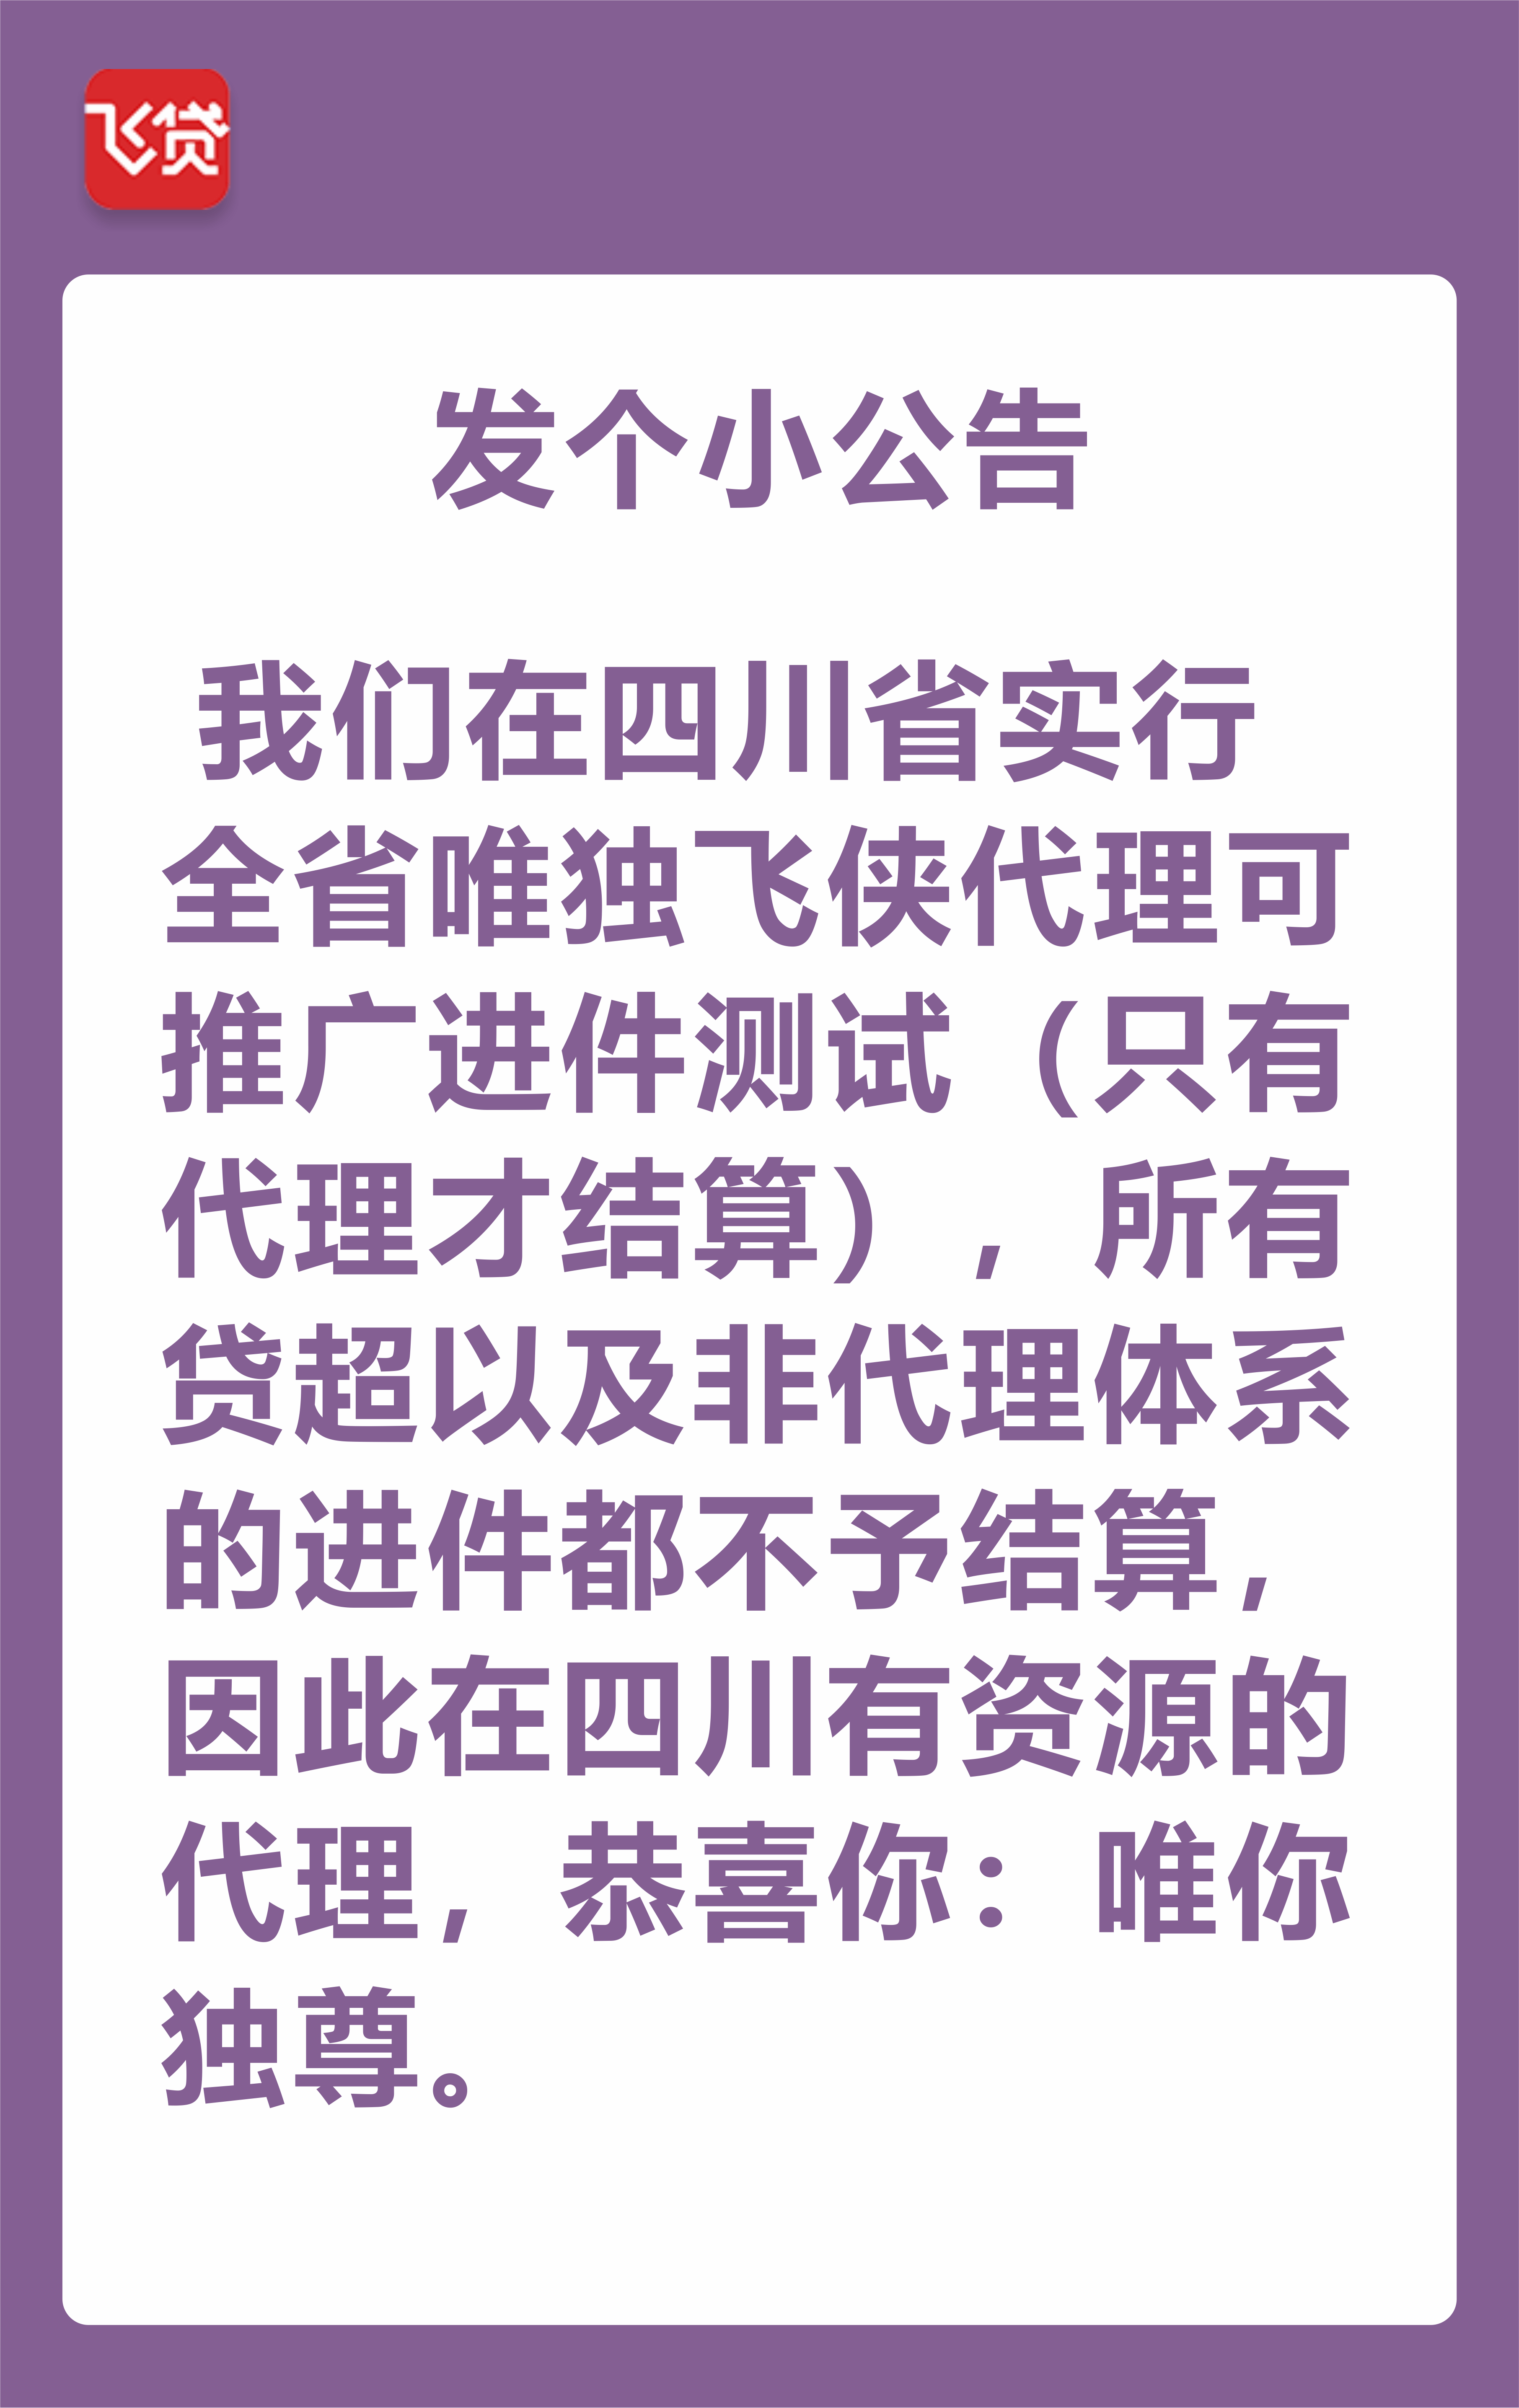 飞贷
发个小公告
我们在四川省实行
全省唯独飞侠代理可
推广进件测试（只有
代理才结算），所有
贷超以及非代理体系
的进件都不予结算，
因此在四川有资源的
代理，恭喜你：唯你
独尊。